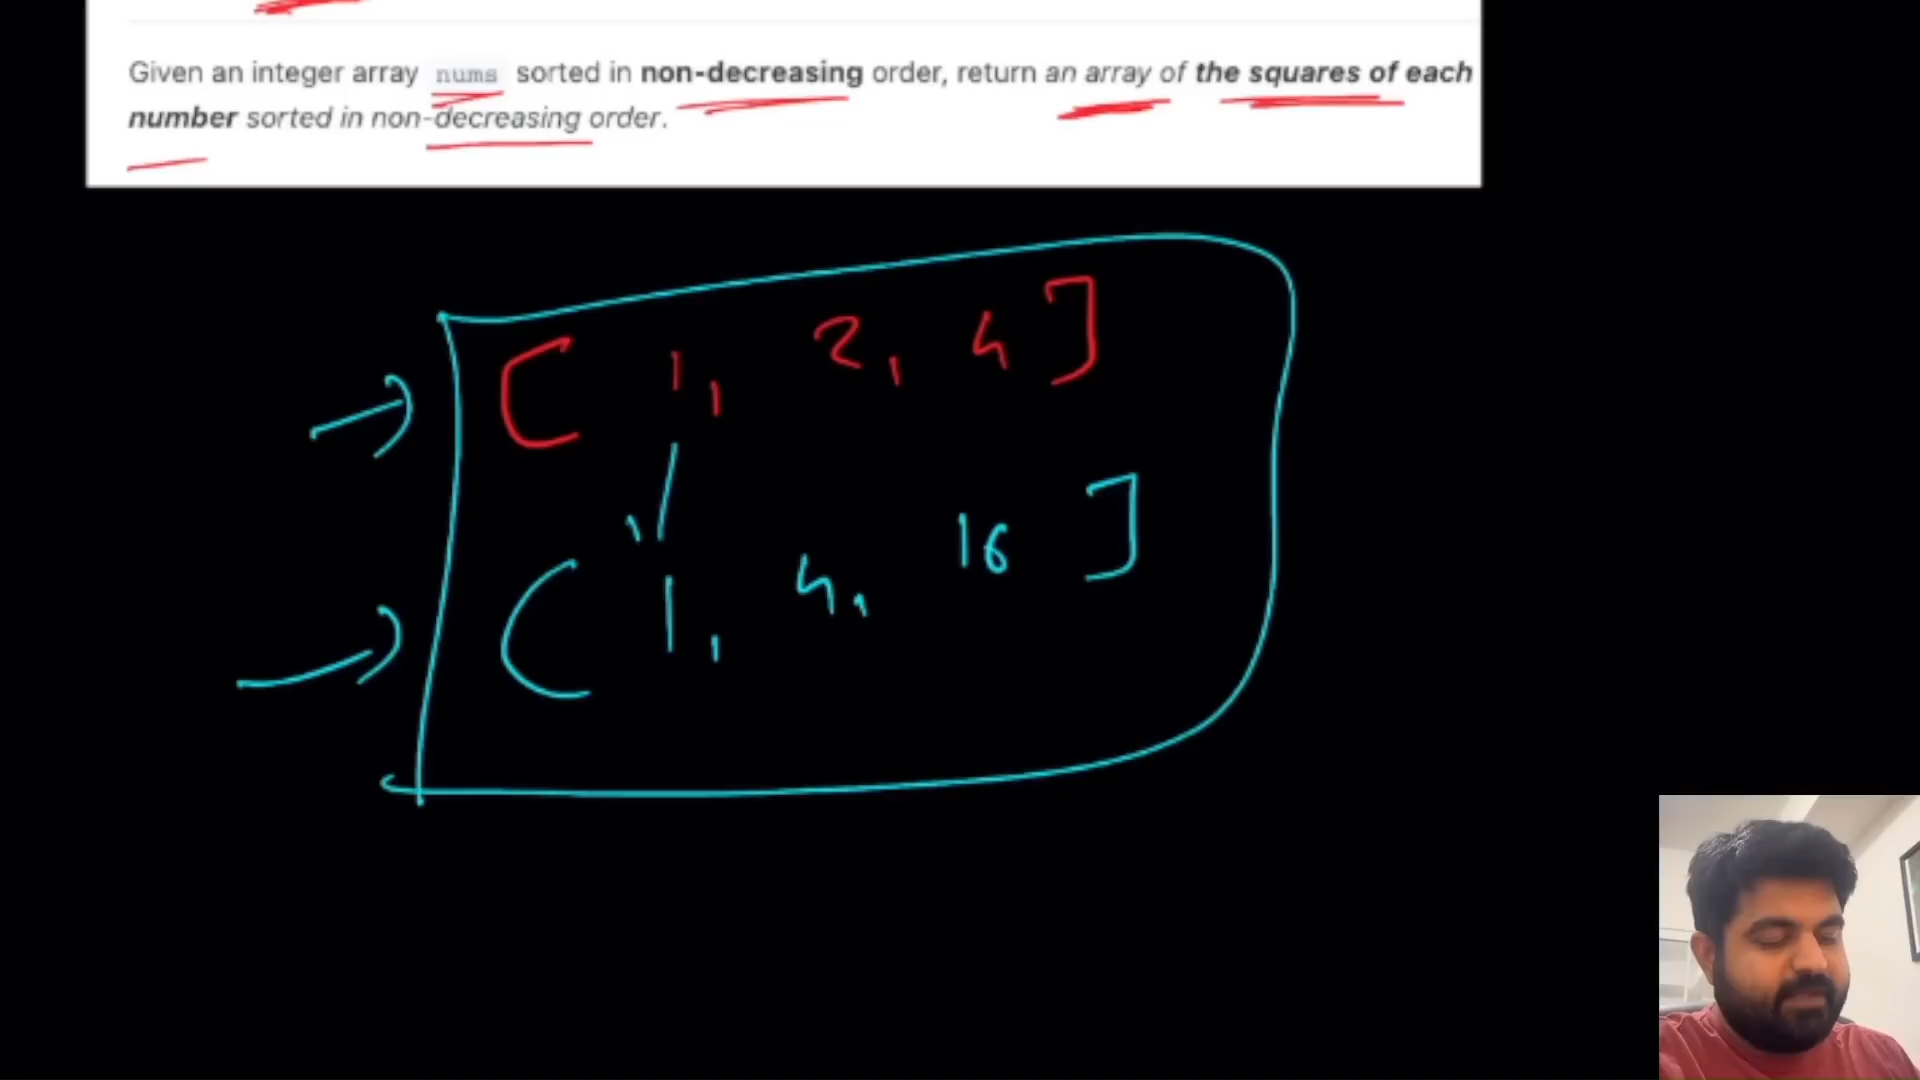 Given an integer array nums sorted in non-decreasing order, return an array of the squares of each
number sorted in non-decreasing order.
[ 1, 2, 4 ]
[ 1, 4, 16 ]